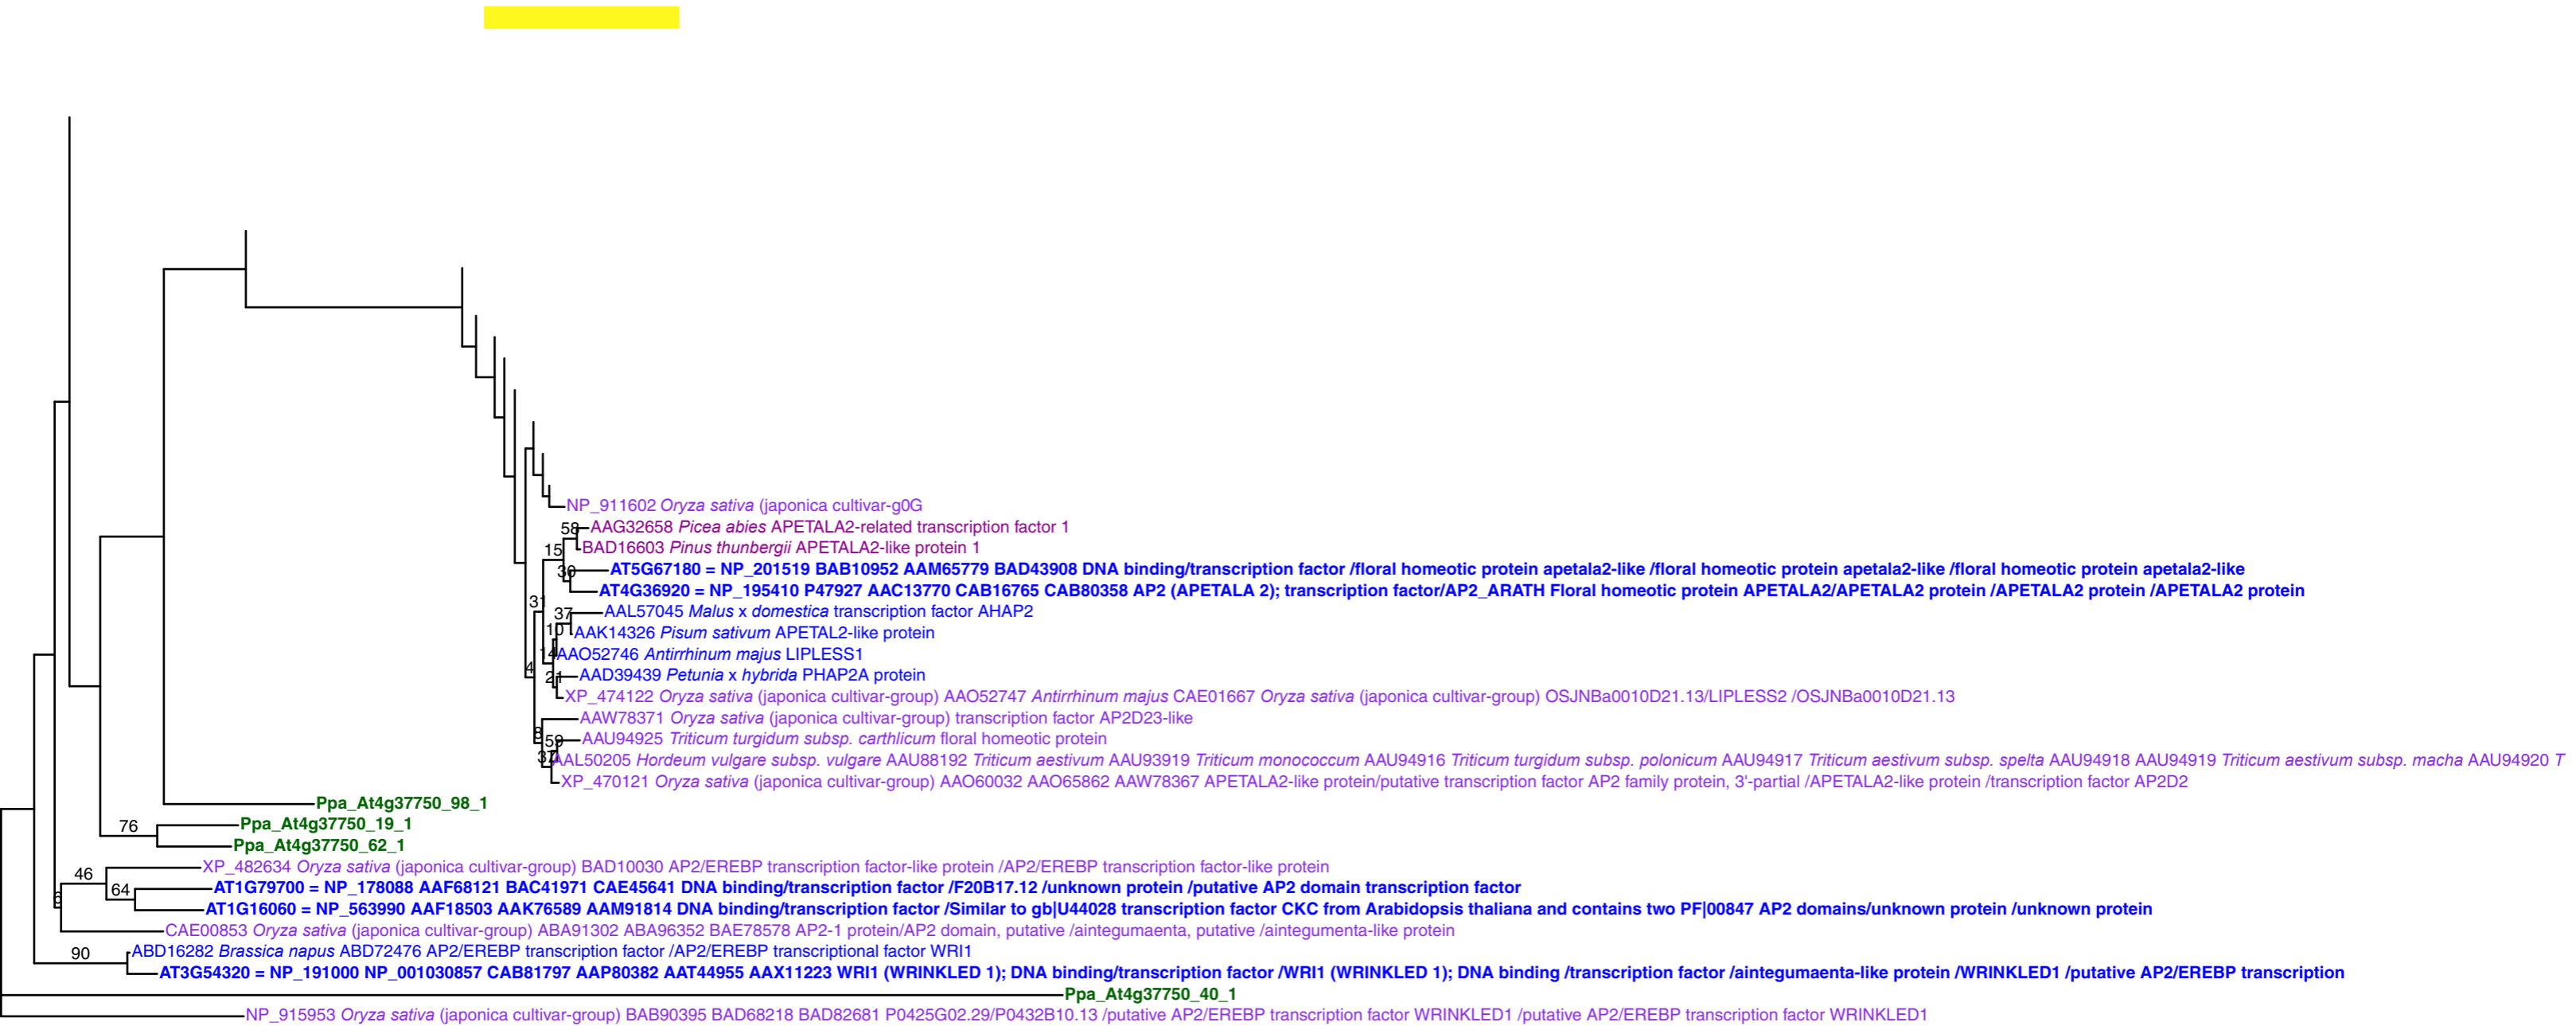 NP_911602 Oryza sativa (japonica cultivar-g0G
58
AAG32658 Picea abies APETALA2-related transcription factor 1
15
BAD16603 Pinus thunbergii APETALA2-like protein 1
30
AT5G67180 = NP_201519 BAB10952 AAM65779 BAD43908 DNA binding/transcription factor /floral homeotic protein apetala2-like /floral homeotic protein apetala2-like /floral homeotic protein apetala2-like
AT4G36920 = NP_195410 P47927 AAC13770 CAB16765 CAB80358 AP2 (APETALA 2); transcription factor/AP2_ARATH Floral homeotic protein APETALA2/APETALA2 protein /APETALA2 protein /APETALA2 protein
31
37
AAL57045 Malus x domestica transcription factor AHAP2
10
AAK14326 Pisum sativum APETAL2-like protein
14
AAO52746 Antirrhinum majus LIPLESS1
4
21
AAD39439 Petunia x hybrida PHAP2A protein
XP_474122 Oryza sativa (japonica cultivar-group) AAO52747 Antirrhinum majus CAE01667 Oryza sativa (japonica cultivar-group) OSJNBa0010D21.13/LIPLESS2 /OSJNBa0010D21.13
AAW78371 Oryza sativa (japonica cultivar-group) transcription factor AP2D23-like
8
59
AAU94925 Triticum turgidum subsp. carthlicum floral homeotic protein
AAL50205 Hordeum vulgare subsp. vulgare AAU88192 Triticum aestivum AAU93919 Triticum monococcum AAU94916 Triticum turgidum subsp. polonicum AAU94917 Triticum aestivum subsp. spelta AAU94918 AAU94919 Triticum aestivum subsp. macha AAU94920 T
XP_470121 Oryza sativa (japonica cultivar-group) AAO60032 AAO65862 AAW78367 APETALA2-like protein/putative transcription factor AP2 family protein, 3'-partial /APETALA2-like protein /transcription factor AP2D2
Ppa_At4g37750_98_1
76
Ppa_At4g37750_19_1
Ppa_At4g37750_62_1
46
XP_482634 Oryza sativa (japonica cultivar-group) BAD10030 AP2/EREBP transcription factor-like protein /AP2/EREBP transcription factor-like protein
64
AT1G79700 = NP_178088 AAF68121 BAC41971 CAE45641 DNA binding/transcription factor /F20B17.12 /unknown protein /putative AP2 domain transcription factor
AT1G16060 = NP_563990 AAF18503 AAK76589 AAM91814 DNA binding/transcription factor /Similar to gb|U44028 transcription factor CKC from Arabidopsis thaliana and contains two PF|00847 AP2 domains/unknown protein /unknown protein
CAE00853 Oryza sativa (japonica cultivar-group) ABA91302 ABA96352 BAE78578 AP2-1 protein/AP2 domain, putative /aintegumaenta, putative /aintegumenta-like protein
90
ABD16282 Brassica napus ABD72476 AP2/EREBP transcription factor /AP2/EREBP transcriptional factor WRI1
AT3G54320 = NP_191000 NP_001030857 CAB81797 AAP80382 AAT44955 AAX11223 WRI1 (WRINKLED 1); DNA binding/transcription factor /WRI1 (WRINKLED 1); DNA binding /transcription factor /aintegumaenta-like protein /WRINKLED1 /putative AP2/EREBP transcription
Ppa_At4g37750_40_1
NP_915953 Oryza sativa (japonica cultivar-group) BAB90395 BAD68218 BAD82681 P0425G02.29/P0432B10.13 /putative AP2/EREBP transcription factor WRINKLED1 /putative AP2/EREBP transcription factor WRINKLED1